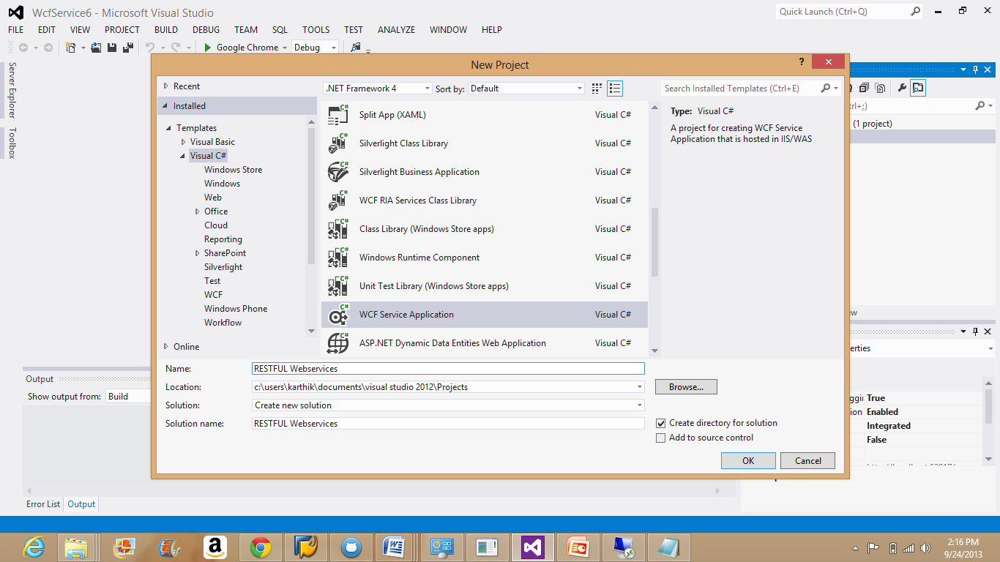 WcfService6 - Microsoft Visual Studio
Quick Launch (Ctrl+Q)
FILE EDIT VIEW PROJECT BUILD DEBUG TEAM SQL TOOLS TEST ANALYZE WINDOW HELP
Google Chrome Debug
Server Explorer
Toolbox
New Project
?
Recent
Installed
Templates
Visual Basic
Visual C#
Windows Store
Windows
Web
Office
Cloud
Reporting
SharePoint
Silverlight
Test
WCF
Windows Phone
Workflow
Online
.NET Framework 4 Sort by: Default
Search Installed Templates (Ctrl+E)
Split App (XAML) Visual C#
Silverlight Class Library Visual C#
Silverlight Business Application Visual C#
WCF RIA Services Class Library Visual C#
Class Library (Windows Store apps) Visual C#
Windows Runtime Component Visual C#
Unit Test Library (Windows Store apps) Visual C#
WCF Service Application Visual C#
ASP.NET Dynamic Data Entities Web Application Visual C#
Type: Visual C#
A project for creating WCF Service
Application that is hosted in IIS/WAS
Name: RESTFUL Webservices
Location: c:\users\karthik\documents\visual studio 2012\Projects
Browse...
Solution: Create new solution
Solution name: RESTFUL Webservices
Create directory for solution
Add to source control
OK Cancel
(1 project)
True
Enabled
Integrated
False
Output
Show output from: Build
Error List Output
2:16 PM
9/24/2013